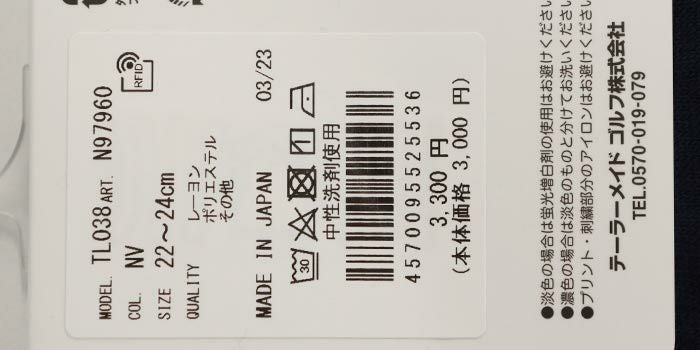 RFID
MODEL. TL038 ART. N97960
COL. NV
SIZE 22～24cm
QUALITY レーヨン
ポリエステル
その他
MADE IN JAPAN 03/23
30
中性洗剤使用
4570095525536
3,300 円
(本体価格 3,000 円)
●淡色の場合は蛍光増白剤の使用はお避けください
●濃色の場合は淡色のものと分けてお洗いください
●プリント・刺繍部分のアイロンはお避けください
テーラーメイド ゴルフ株式会社
TEL.0570-019-079